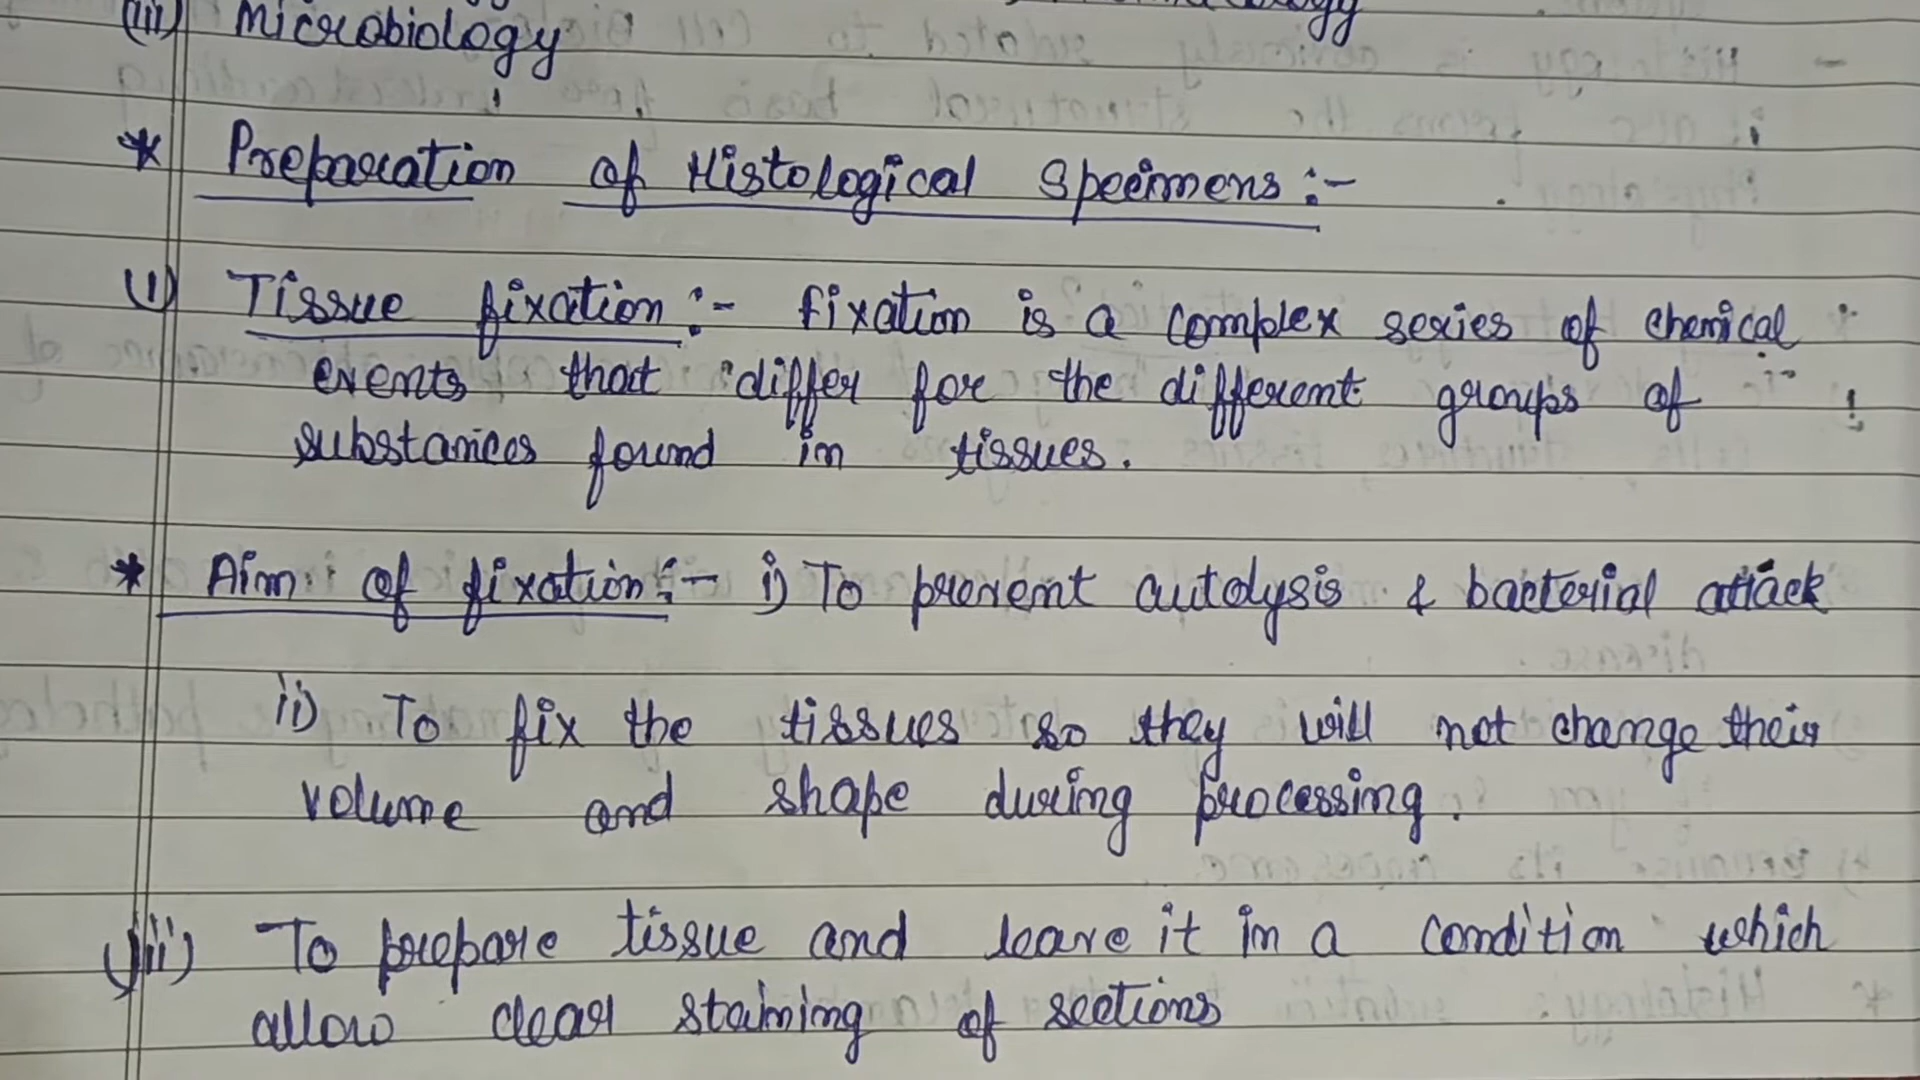 (iii) Microbiology
* Preparation of Histological Speimens :-
(1) Tissue fixation :- fixation is a complex series of chemical
events that differ for the different groups of
substances found in tissues.
* Aim of fixation :- i) To prevent autolysis & bacterial attack
ii) To fix the tissues so they will not change their
volume and shape during processing.
iii) To prepare tissue and leave it in a condition which
allow clear staining of sections